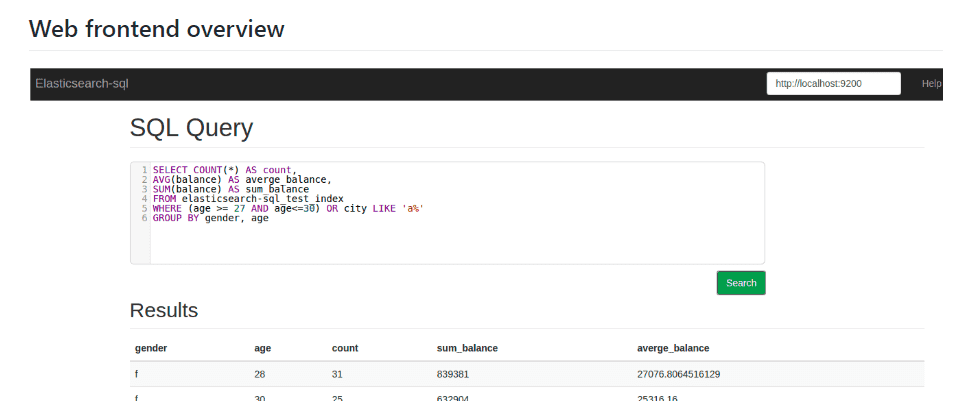 Web frontend overview
Elasticsearch-sql http://localhost:9200 Help
SQL Query
1 SELECT COUNT(*) AS count,
2 AVG(balance) AS averge_balance,
3 SUM(balance) AS sum_balance
4 FROM elasticsearch-sql_test_index
5 WHERE (age >= 27 AND age<=30) OR city LIKE 'a%'
6 GROUP BY gender, age
Search
Results
gender age count sum_balance averge_balance
f 28 31 839381 27076.8064516129
f 30 25 632904 25316.16